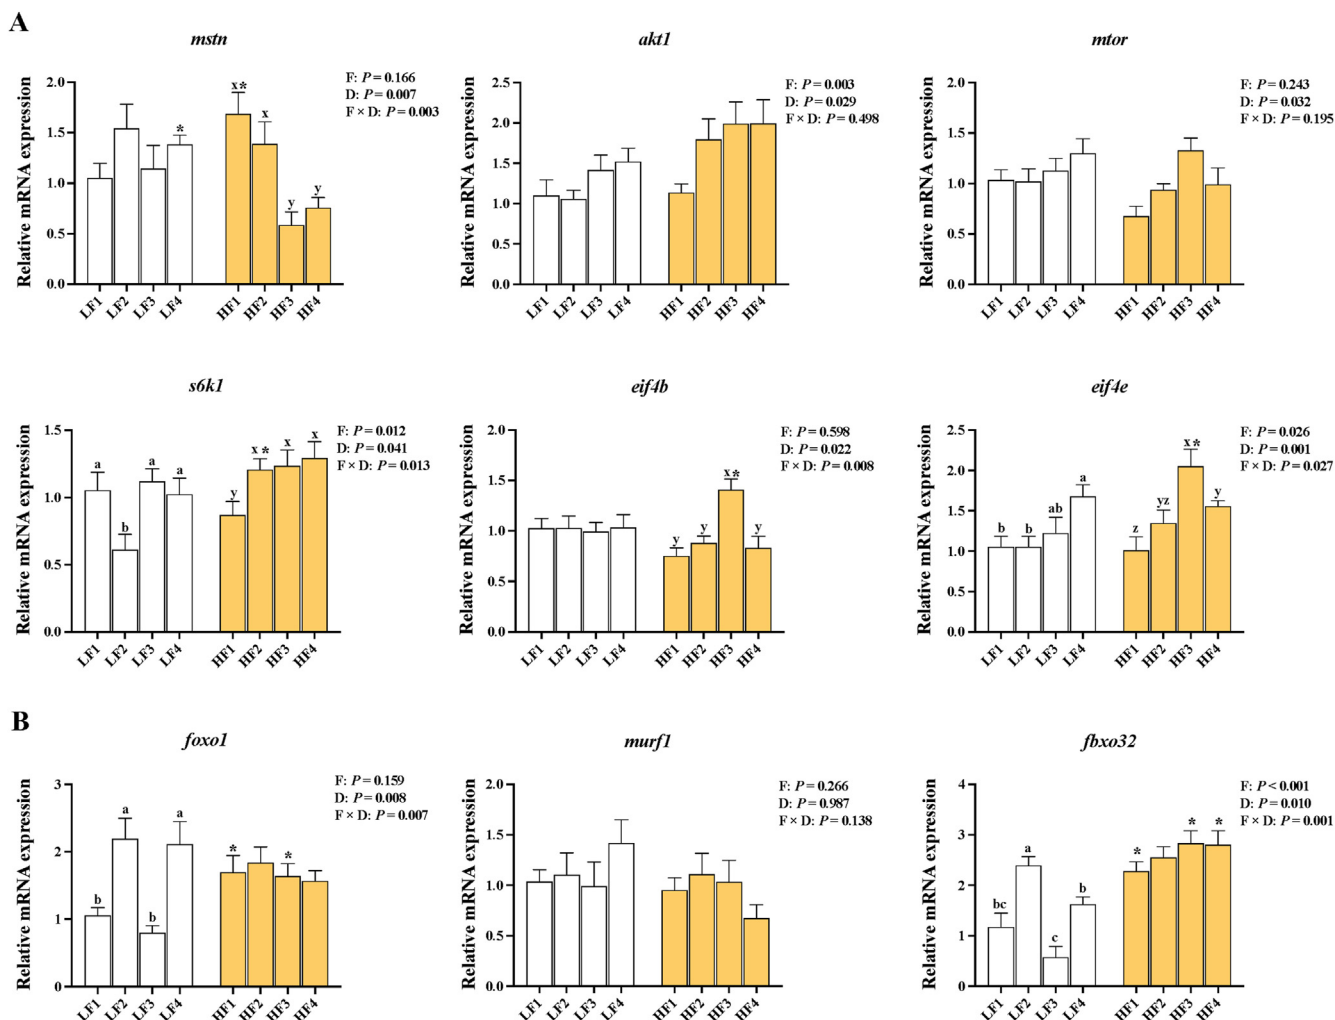 A
mstn
Relative mRNA expression
2.0
1.5
1.0
0.5
0.0
x*
x
*
y
y
F: P = 0.166
D: P = 0.007
F × D: P = 0.003
LF1 LF2 LF3 LF4 HF1 HF2 HF3 HF4
akt1
Relative mRNA expression
2.5
2.0
1.5
1.0
0.5
0.0
F: P = 0.003
D: P = 0.029
F × D: P = 0.498
LF1 LF2 LF3 LF4 HF1 HF2 HF3 HF4
mtor
Relative mRNA expression
2.0
1.5
1.0
0.5
0.0
F: P = 0.243
D: P = 0.032
F × D: P = 0.195
LF1 LF2 LF3 LF4 HF1 HF2 HF3 HF4
s6k1
Relative mRNA expression
1.5
1.0
0.5
0.0
a
b
a
a
y
x*
x
x
F: P = 0.012
D: P = 0.041
F × D: P = 0.013
LF1 LF2 LF3 LF4 HF1 HF2 HF3 HF4
eif4b
Relative mRNA expression
2.0
1.5
1.0
0.5
0.0
y
y
x*
y
F: P = 0.598
D: P = 0.022
F × D: P = 0.008
LF1 LF2 LF3 LF4 HF1 HF2 HF3 HF4
eif4e
Relative mRNA expression
2.5
2.0
1.5
1.0
0.5
0.0
b
b
ab
a
z
yz
x*
y
F: P = 0.026
D: P = 0.001
F × D: P = 0.027
LF1 LF2 LF3 LF4 HF1 HF2 HF3 HF4
B
foxo1
Relative mRNA expression
3
2
1
0
b
a
b
a
*
*
F: P = 0.159
D: P = 0.008
F × D: P = 0.007
LF1 LF2 LF3 LF4 HF1 HF2 HF3 HF4
murf1
Relative mRNA expression
2.0
1.5
1.0
0.5
0.0
F: P = 0.266
D: P = 0.987
F × D: P = 0.138
LF1 LF2 LF3 LF4 HF1 HF2 HF3 HF4
fbxo32
Relative mRNA expression
4
3
2
1
0
bc
a
c
b
*
*
*
F: P < 0.001
D: P = 0.010
F × D: P = 0.001
LF1 LF2 LF3 LF4 HF1 HF2 HF3 HF4